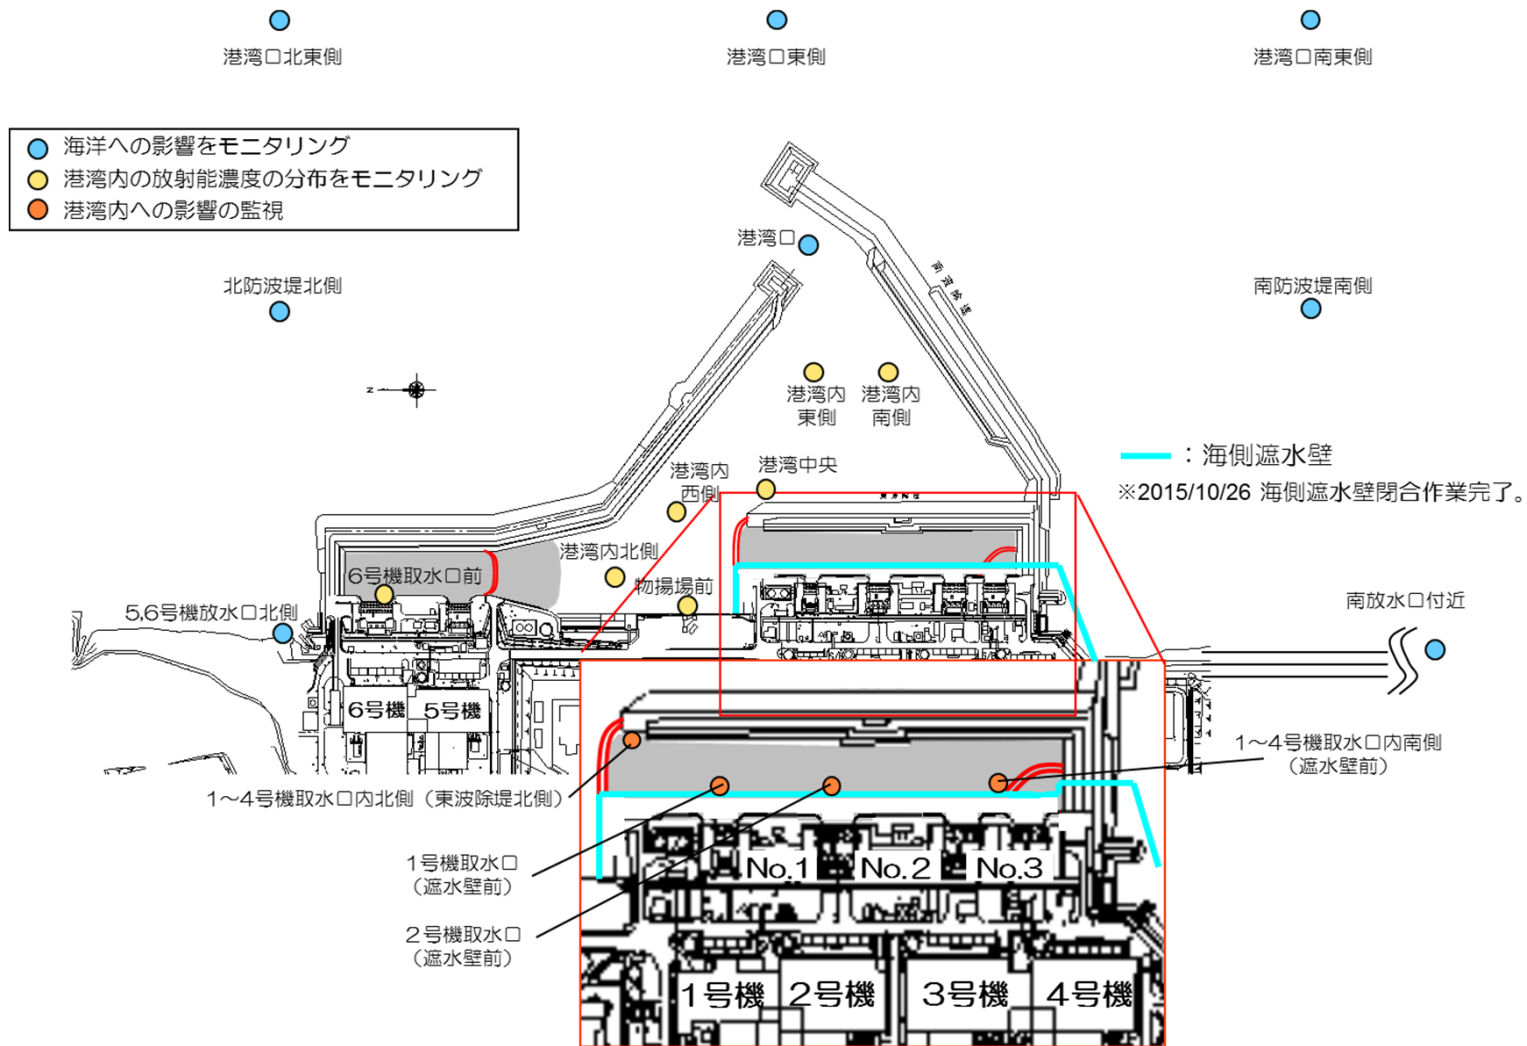 港湾口北東側
港湾口東側
港湾口南東側
海洋への影響をモニタリング
港湾内の放射能濃度の分布をモニタリング
港湾内への影響の監視
港湾口
北防波堤北側
南防波堤南側
N
港湾内
東側
港湾内
南側
港湾内
西側
港湾中央
：海側遮水壁
※2015/10/26 海側遮水壁閉合作業完了。
港湾内北側
6号機取水口前
物揚場前
5,6号機放水口北側
南放水口付近
6号機
5号機
1～4号機取水口内南側
（遮水壁前）
1～4号機取水口内北側（東波除堤北側）
1号機取水口
（遮水壁前）
No.1
No.2
No.3
2号機取水口
（遮水壁前）
1号機
2号機
3号機
4号機